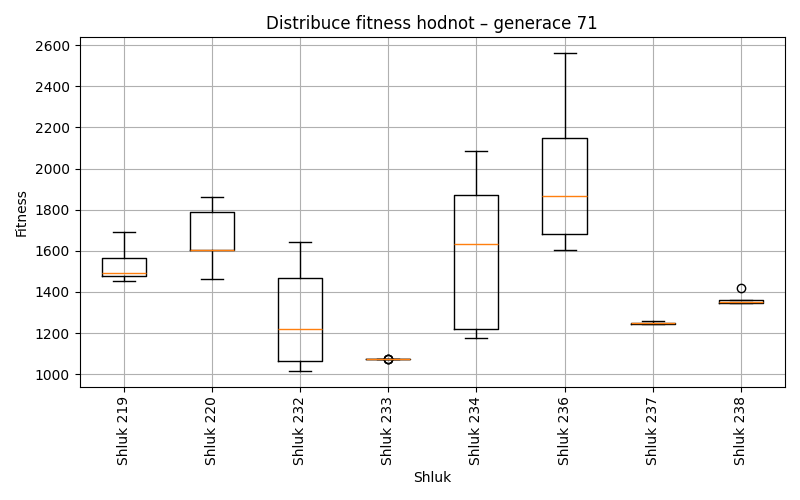 Distribuce fitness hodnot – generace 71
Fitness
2600
2400
2200
2000
1800
1600
1400
1200
1000
Shluk 219
Shluk 220
Shluk 232
Shluk 233
Shluk 234
Shluk 236
Shluk 237
Shluk 238
Shluk